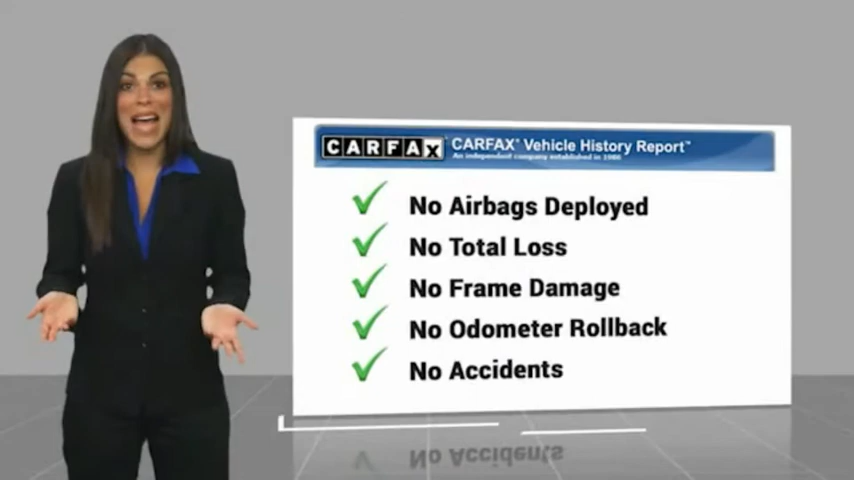 CARFAX CARFAX® Vehicle History Report™
An independent company established in 1986
No Airbags Deployed
No Total Loss
No Frame Damage
No Odometer Rollback
No Accidents
No Accidents